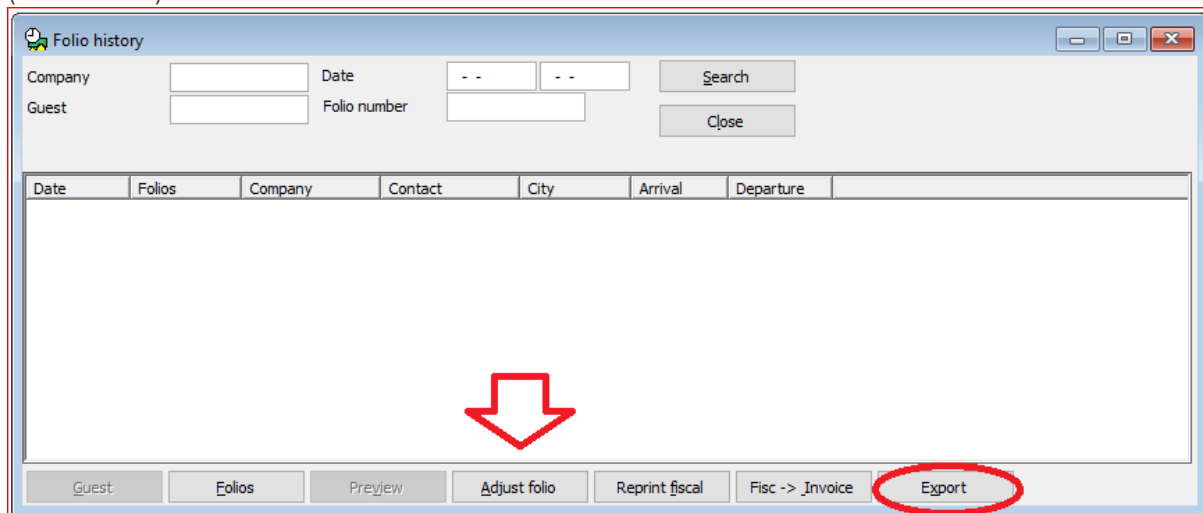 Folio history
Company Date - - - - Search
Guest Folio number Close
Date Folios Company Contact City Arrival Departure
Guest Folios Preview Adjust folio Reprint fiscal Fisc -> Invoice Export